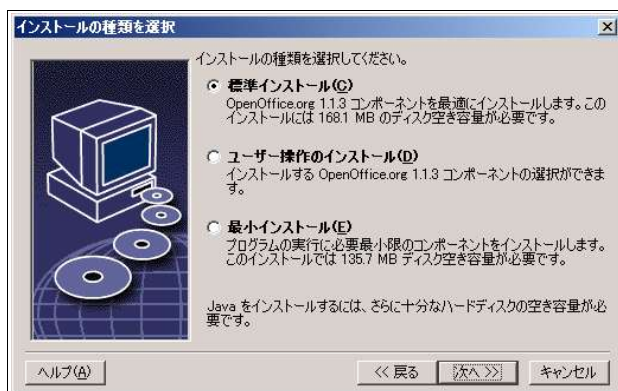 インストールの種類を選択
インストールの種類を選択してください。
標準インストール(C)
OpenOffice.org 1.1.3 コンポーネントを最適にインストールします。この
インストールには 168.1 MB のディスク空き容量が必要です。
ユーザー操作のインストール(D)
インストールする OpenOffice.org 1.1.3 コンポーネントの選択ができま
す。
最小インストール(E)
プログラムの実行に必要最小限のコンポーネントをインストールします。
このインストールでは 135.7 MB ディスク空き容量が必要です。
Java をインストールするには、さらに十分なハードディスクの空き容量が必
要です。
ヘルプ(A) << 戻る 次へ >> キャンセル